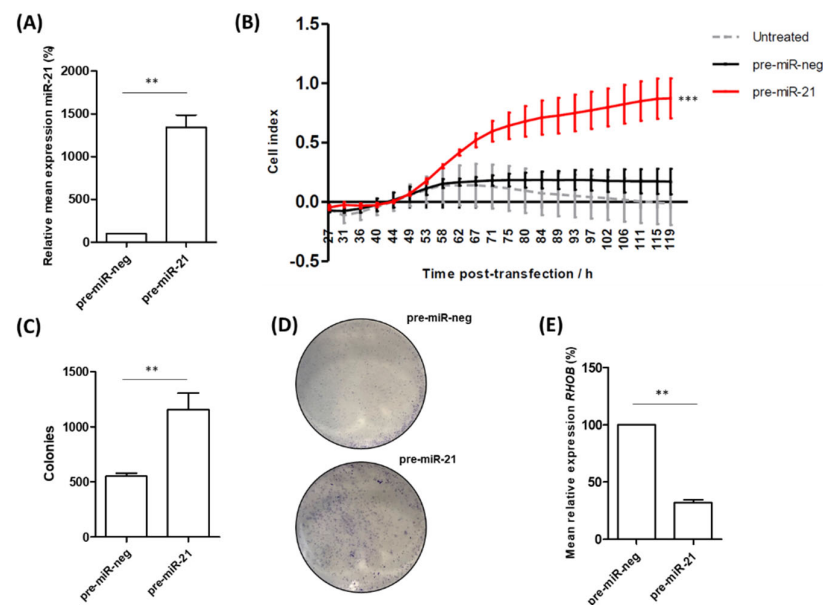 (A)
Relative mean expression miR-21 (%)
2000
1500
1000
500
0
**
pre-miR-neg
pre-miR-21
(B)
Cell index
1.5
1.0
0.5
0.0
-0.5
27 31 36 40 44 49 53 58 62 67 71 75 80 84 89 93 97 102 106 111 115 119
Time post-transfection / h
Untreated
pre-miR-neg
pre-miR-21
***
(C)
Colonies
1500
1000
500
0
**
pre-miR-neg
pre-miR-21
(D)
pre-miR-neg
pre-miR-21
(E)
Mean relative expression RHOB (%)
150
100
50
0
**
pre-miR-neg
pre-miR-21